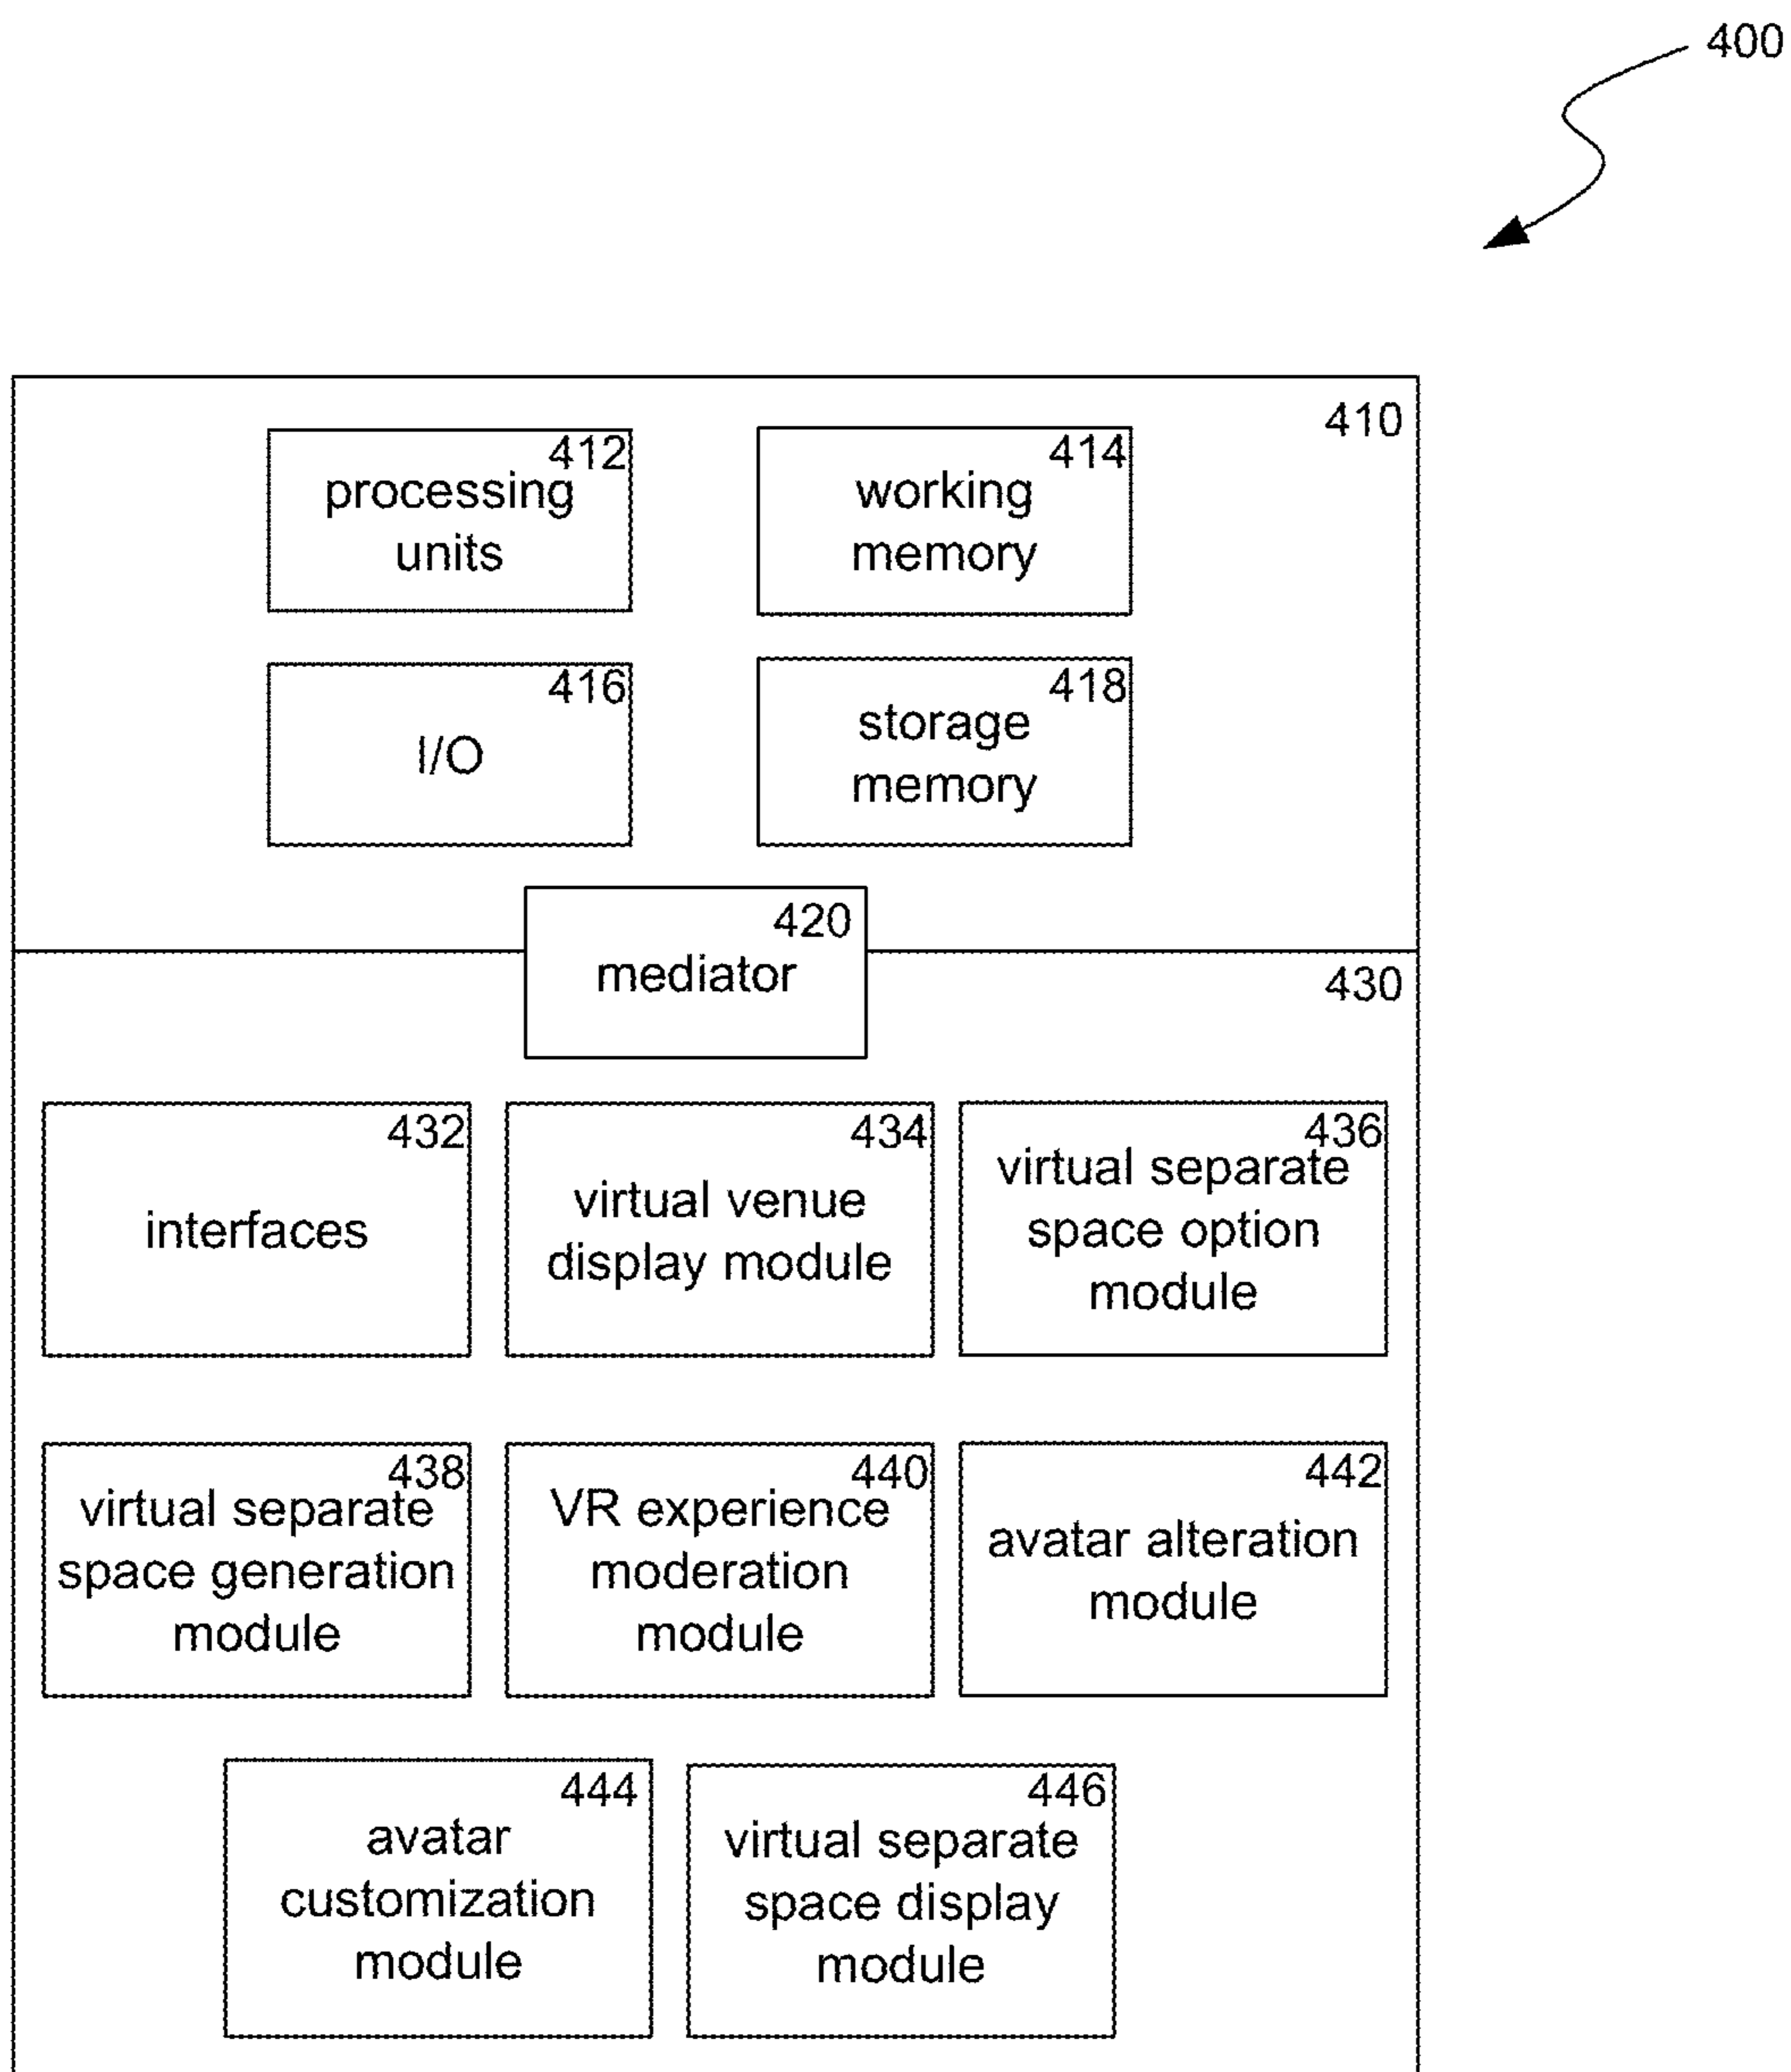 400
410
412
processing
units
414
working
memory
416
I/O
418
storage
memory
420
mediator
430
432
interfaces
434
virtual venue
display module
436
virtual separate
space option
module
438
virtual separate
space generation
module
440
VR experience
moderation
module
442
avatar alteration
module
444
avatar
customization
module
446
virtual separate
space display
module